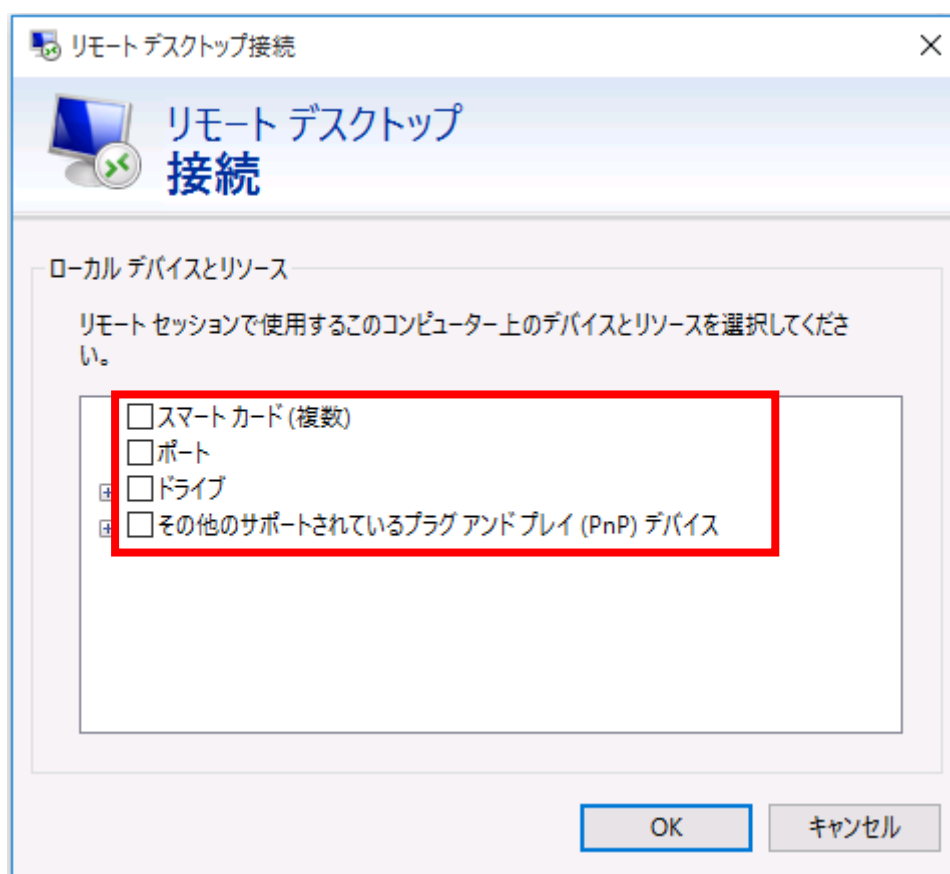 リモート デスクトップ接続
リモート デスクトップ
接続
ローカル デバイスとリソース
リモート セッションで使用するこのコンピューター上のデバイスとリソースを選択してくださ
い。
スマート カード (複数)
ポート
ドライブ
その他のサポートされているプラグ アンド プレイ (PnP) デバイス
OK
キャンセル